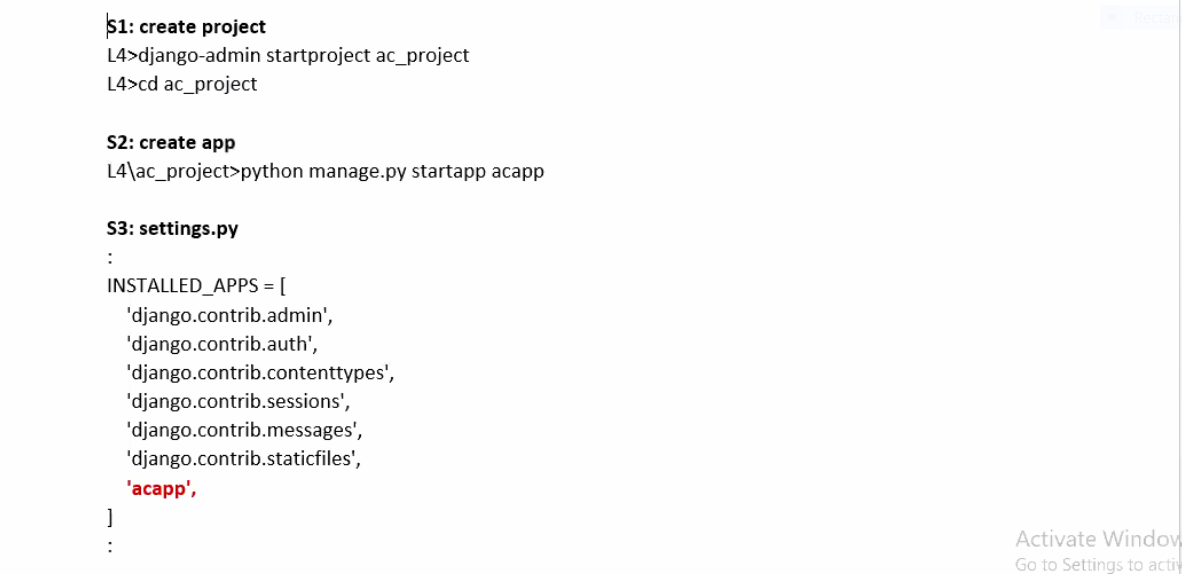 S1: create project
L4>django-admin startproject ac_project
L4>cd ac_project
S2: create app
L4\ac_project>python manage.py startapp acapp
S3: settings.py
:
INSTALLED_APPS = [
'django.contrib.admin',
'django.contrib.auth',
'django.contrib.contenttypes',
'django.contrib.sessions',
'django.contrib.messages',
'django.contrib.staticfiles',
'acapp',
]
:
Activate Window
Go to Settings to activ